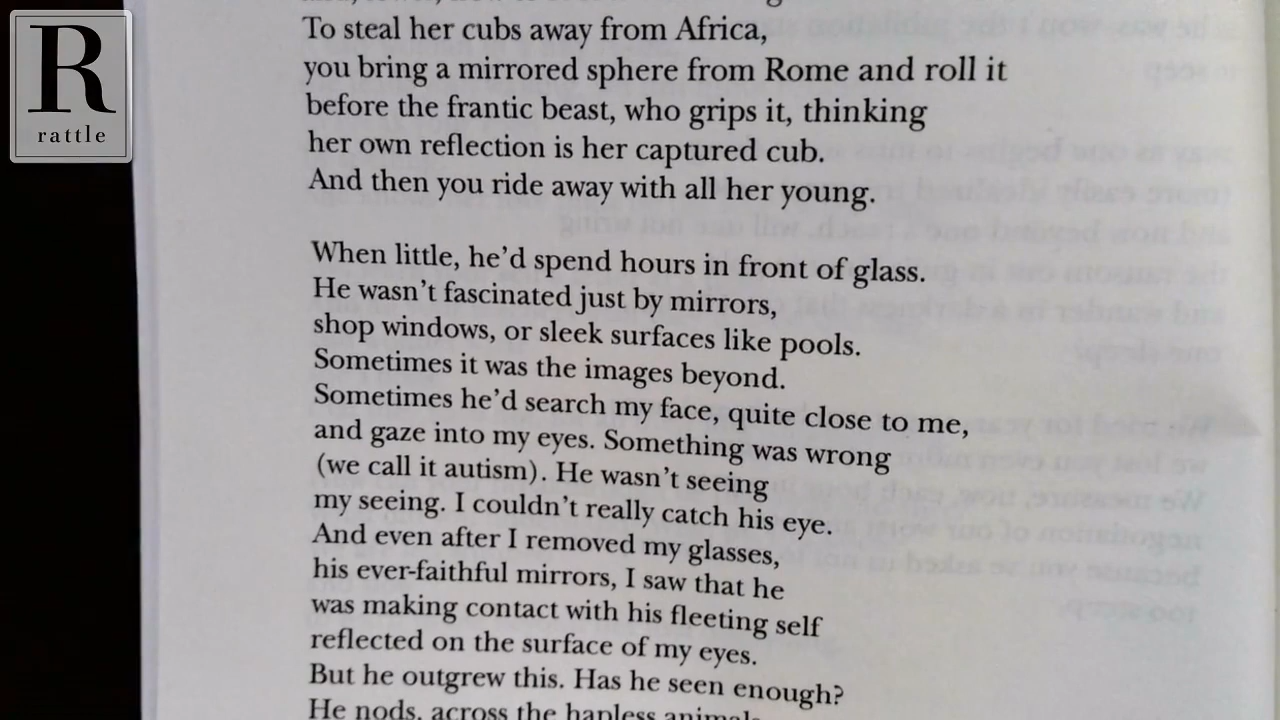 R
rattle
To steal her cubs away from Africa,
you bring a mirrored sphere from Rome and roll it
before the frantic beast, who grips it, thinking
her own reflection is her captured cub.
And then you ride away with all her young.
When little, he'd spend hours in front of glass.
He wasn't fascinated just by mirrors,
shop windows, or sleek surfaces like pools.
Sometimes it was the images beyond.
Sometimes he'd search my face, quite close to me,
and gaze into my eyes. Something was wrong
(we call it autism). He wasn't seeing
my seeing. I couldn't really catch his eye.
And even after I removed my glasses,
his ever-faithful mirrors, I saw that he
was making contact with his fleeting self
reflected on the surface of my eyes.
But he outgrew this. Has he seen enough?
He nods, across the hapless animals